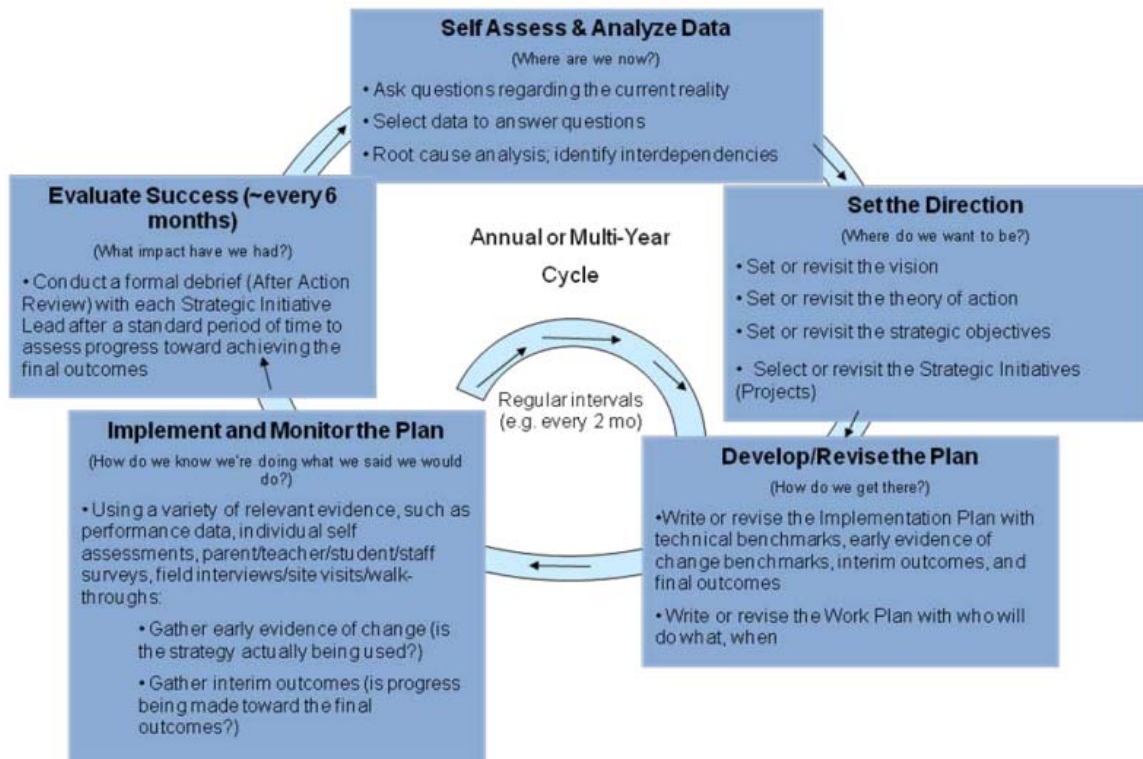 Self Assess & Analyze Data
(Where are we now?)
• Ask questions regarding the current reality
• Select data to answer questions
• Root cause analysis; identify interdependencies
Set the Direction
(Where do we want to be?)
• Set or revisit the vision
• Set or revisit the theory of action
• Set or revisit the strategic objectives
• Select or revisit the Strategic Initiatives
(Projects)
Develop/Revise the Plan
(How do we get there?)
•Write or revise the Implementation Plan with
technical benchmarks, early evidence of
change benchmarks, interim outcomes, and
final outcomes
• Write or revise the Work Plan with who will
do what, when
Implement and Monitor the Plan
(How do we know we're doing what we said we would
do?)
• Using a variety of relevant evidence, such as
performance data, individual self
assessments, parent/teacher/student/staff
surveys, field interviews/site visits/walk-
throughs:
• Gather early evidence of change (is
the strategy actually being used?)
• Gather interim outcomes (is progress
being made toward the final
outcomes?)
Evaluate Success (~every 6
months)
(What impact have we had?)
• Conduct a formal debrief (After Action
Review) with each Strategic Initiative
Lead after a standard period of time to
assess progress toward achieving the
final outcomes
Annual or Multi-Year
Cycle
Regular intervals
(e.g. every 2 mo)